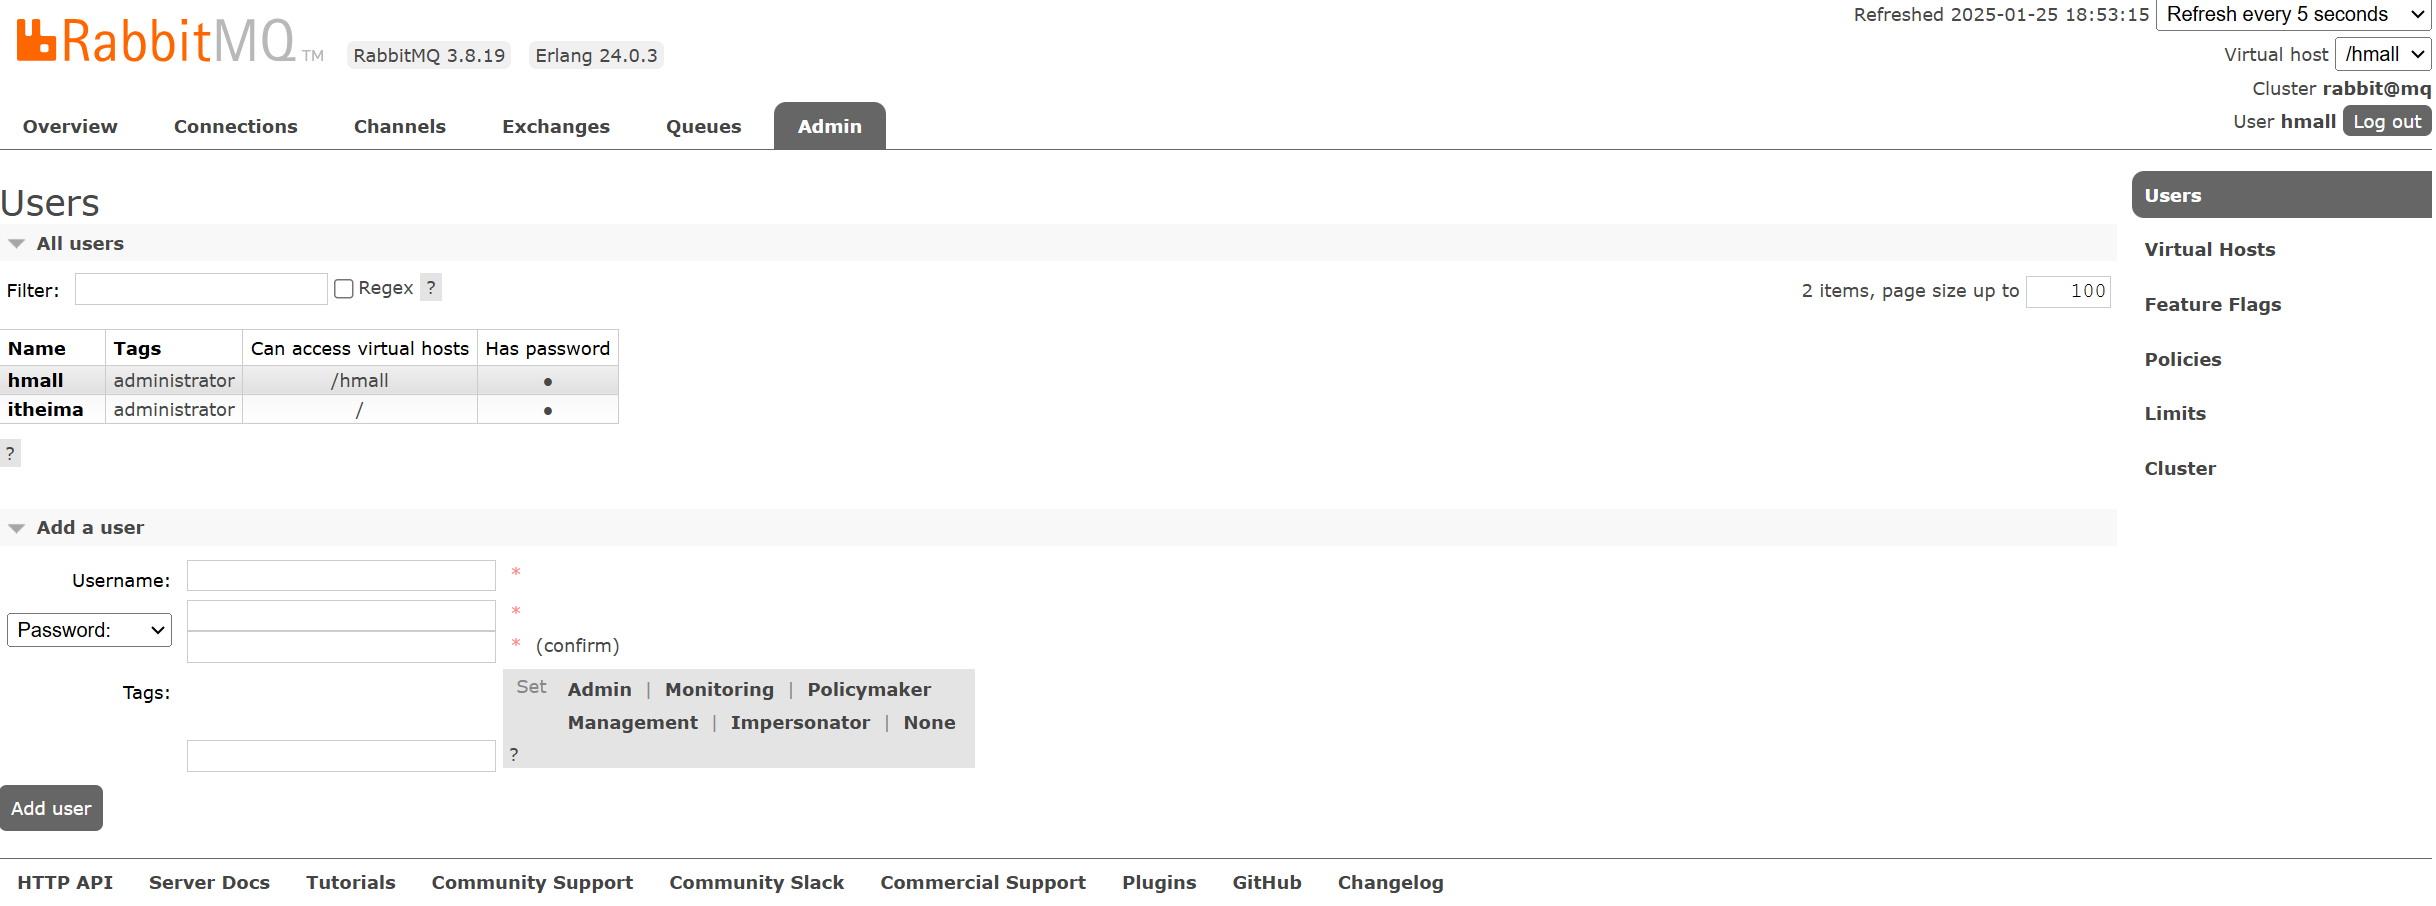 Refreshed 2025-01-25 18:53:15 Refresh every 5 seconds
RabbitMQ TM RabbitMQ 3.8.19 Erlang 24.0.3
Virtual host /hmall
Cluster rabbit@mq
User hmall Log out
Overview Connections Channels Exchanges Queues Admin
Users
All users
Filter: Regex ? 2 items, page size up to 100
Name Tags Can access virtual hosts Has password
hmall administrator /hmall ●
itheima administrator / ●
?
Add a user
Username: *
Password: *
* (confirm)
Tags: Set Admin | Monitoring | Policymaker
Management | Impersonator | None
?
Add user
Users
Virtual Hosts
Feature Flags
Policies
Limits
Cluster
HTTP API Server Docs Tutorials Community Support Community Slack Commercial Support Plugins GitHub Changelog